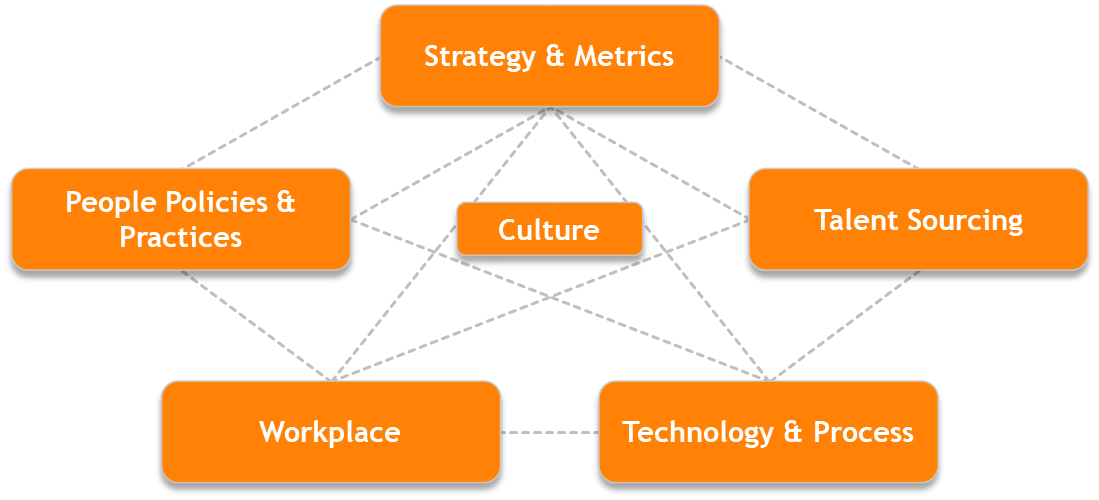 Strategy & Metrics
People Policies &
Practices
Culture
Talent Sourcing
Workplace
Technology & Process